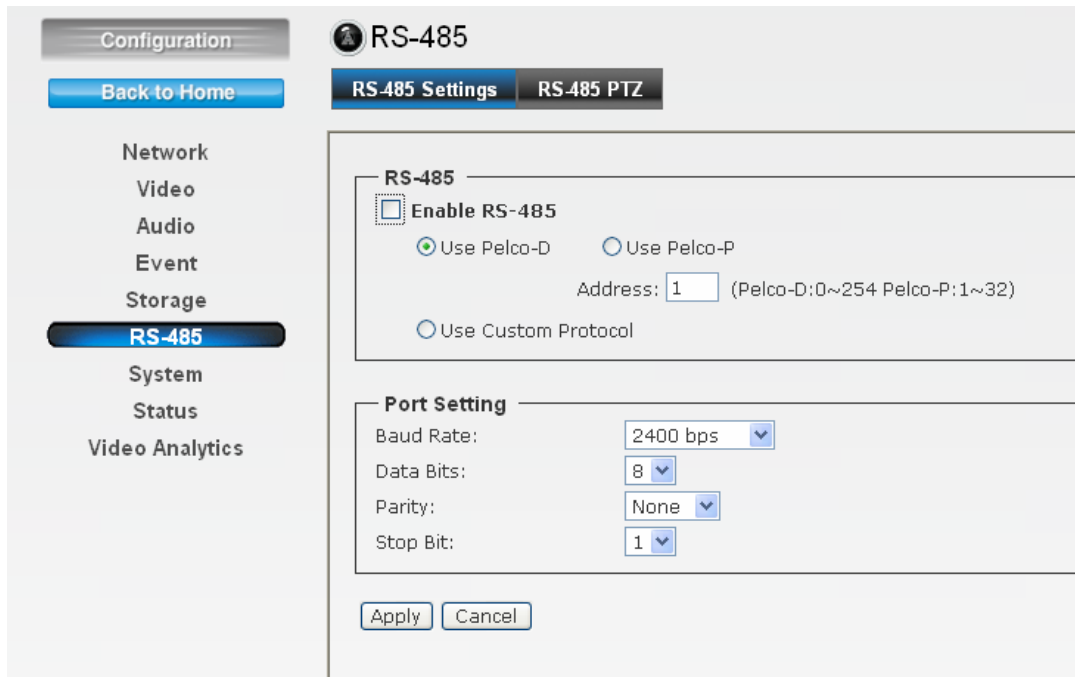 Configuration
Back to Home
Network
Video
Audio
Event
Storage
RS-485
System
Status
Video Analytics
RS-485
RS-485 Settings RS-485 PTZ
RS-485
Enable RS-485
Use Pelco-D Use Pelco-P
Address: 1 (Pelco-D:0~254 Pelco-P:1~32)
Use Custom Protocol
Port Setting
Baud Rate: 2400 bps
Data Bits: 8
Parity: None
Stop Bit: 1
Apply Cancel